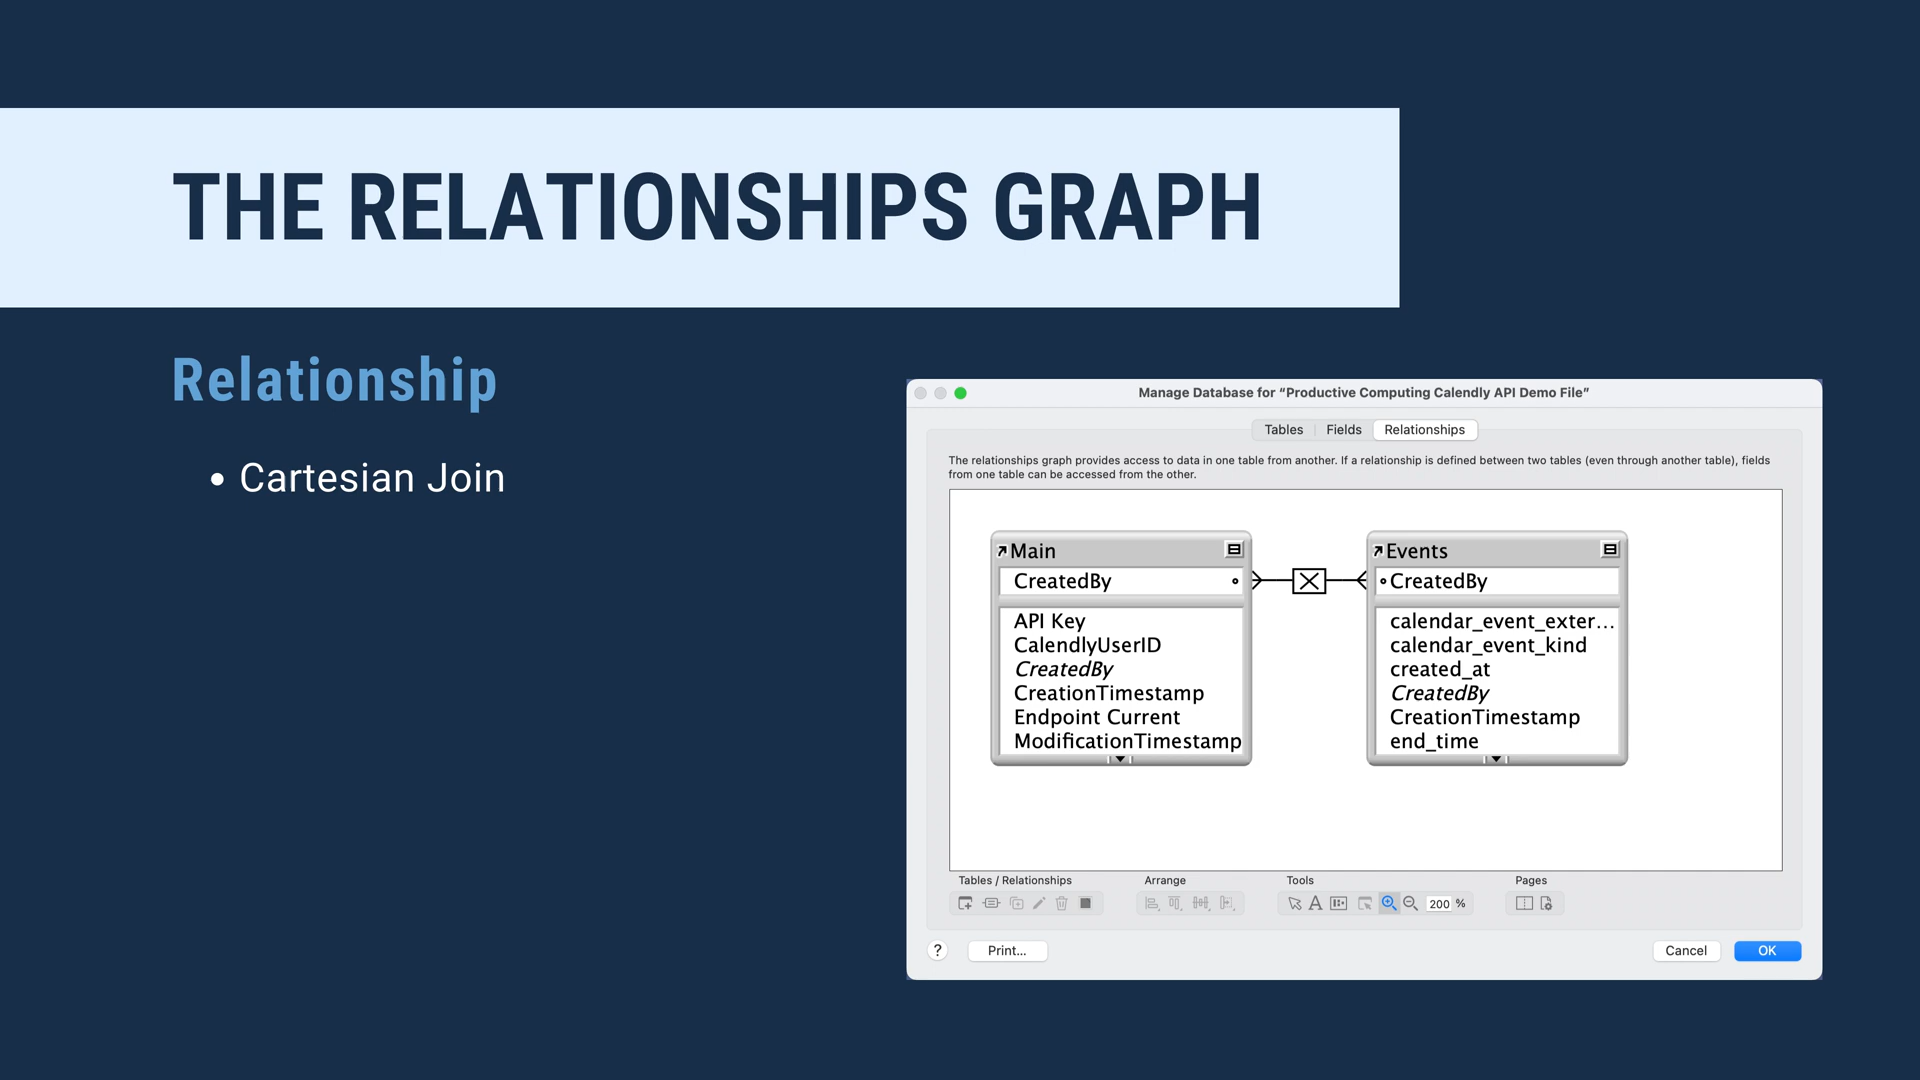 THE RELATIONSHIPS GRAPH
Relationship
• Cartesian Join
Manage Database for “Productive Computing Calendly API Demo File”
Tables Fields Relationships
The relationships graph provides access to data in one table from another. If a relationship is defined between two tables (even through another table), fields
from one table can be accessed from the other.
Main
CreatedBy
API Key
CalendlyUserID
CreatedBy
CreationTimestamp
Endpoint Current
ModificationTimestamp
Events
CreatedBy
calendar_event_exter...
calendar_event_kind
created_at
CreatedBy
CreationTimestamp
end_time
Tables / Relationships
Arrange
Tools
Pages
A
200 %
?
Print...
Cancel
OK